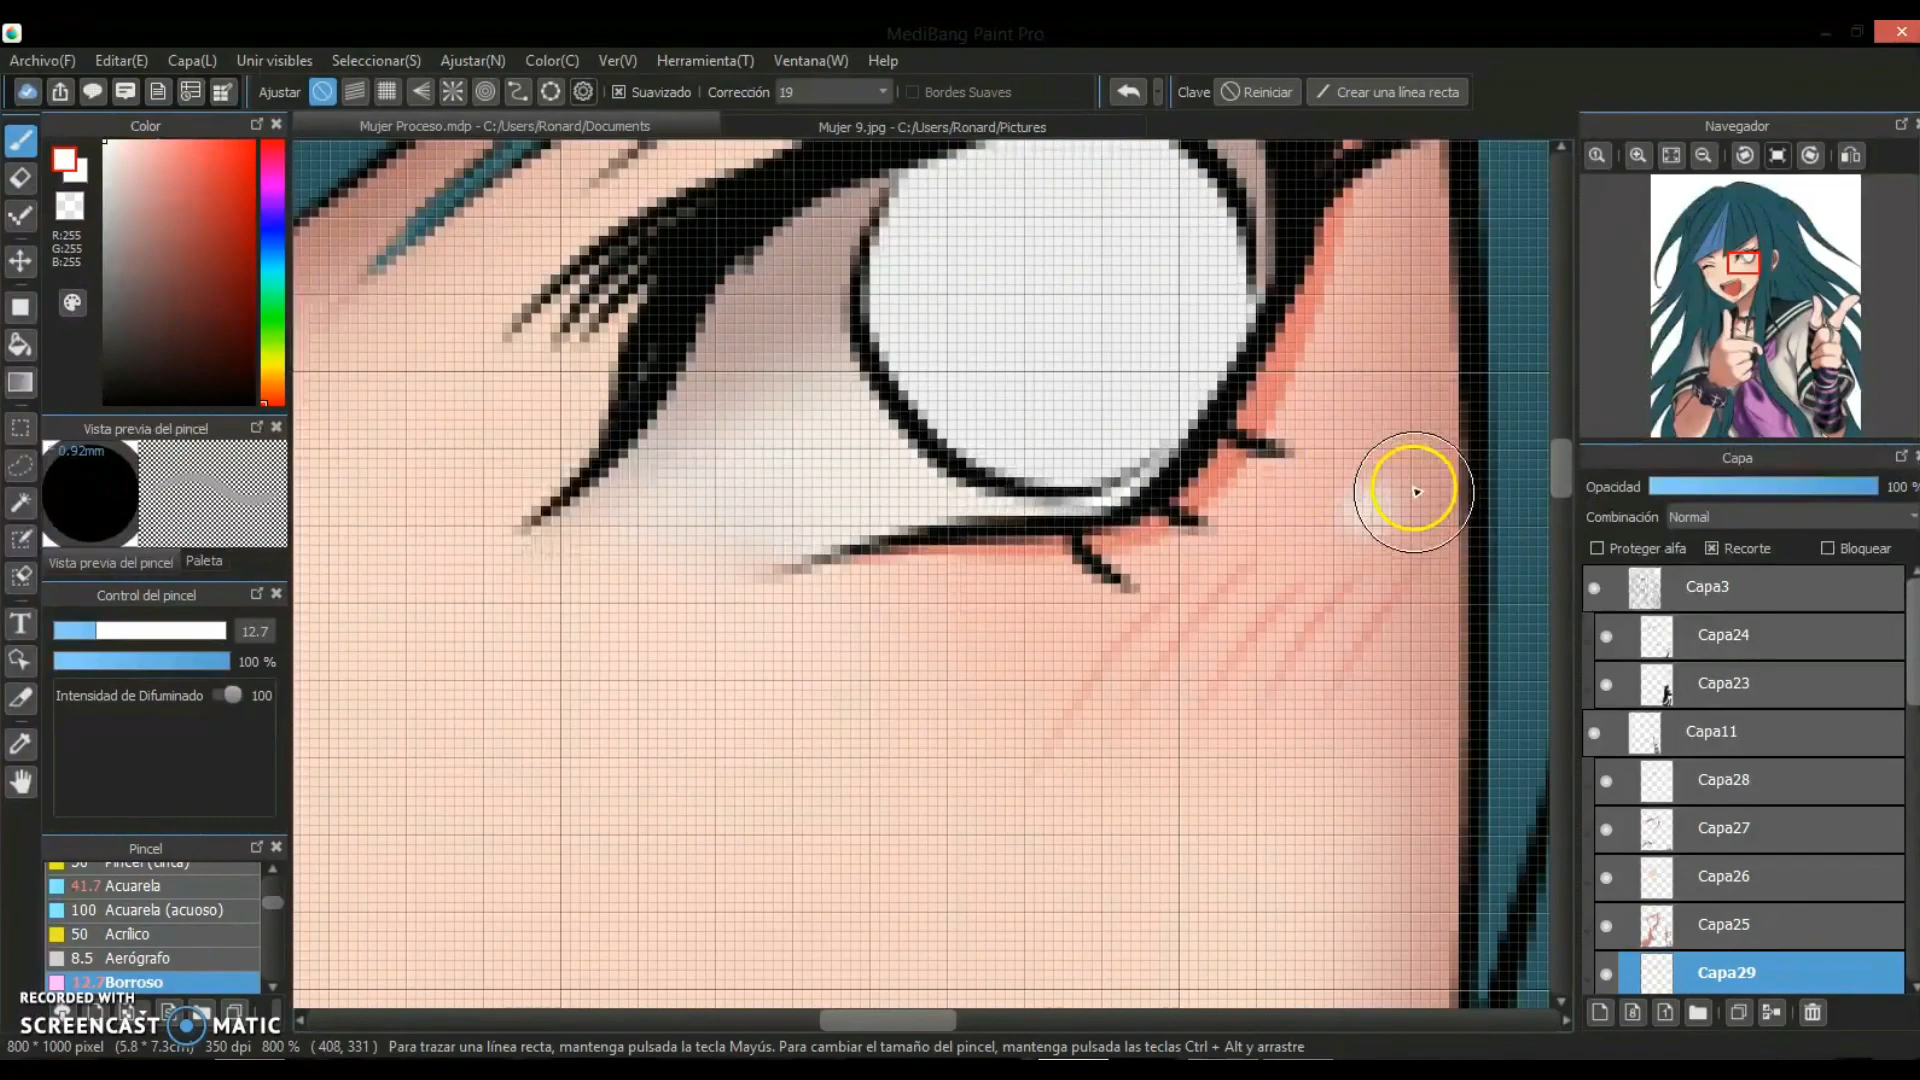 MediBang Paint Pro
Archivo(F) Editar(E) Capa(L) Unir visibles Seleccionar(S) Ajustar(N) Color(C) Ver(V) Herramienta(T) Ventana(W) Help
Ajustar Suavizado Corrección 19 Bordes Suaves Clave Reiniciar Crear una línea recta
Color
Mujer Proceso.mdp - C:/Users/Ronard/Documents
Mujer 9.jpg - C:/Users/Ronard/Pictures
Navegador
R:255
G:255
B:255
Vista previa del pincel
0.92mm
Vista previa del pincel Paleta
Control del pincel
12.7
100 %
Intensidad de Difuminado 100
Pincel
50 Pincel (tinta)
41.7 Acuarela
100 Acuarela (acuoso)
50 Acrílico
8.5 Aerógrafo
12.7 Borroso
Capa
Opacidad 100 %
Combinación Normal
Proteger alfa Recorte Bloquear
Capa3
Capa24
Capa23
Capa11
Capa28
Capa27
Capa26
Capa25
Capa29
RECORDED WITH
SCREENCAST MATIC
800 * 1000 pixel (5.8 * 7.3cm) 350 dpi 800 % ( 408, 331 ) Para trazar una línea recta, mantenga pulsada la tecla Mayús. Para cambiar el tamaño del pincel, mantenga pulsada las teclas Ctrl + Alt y arrastre